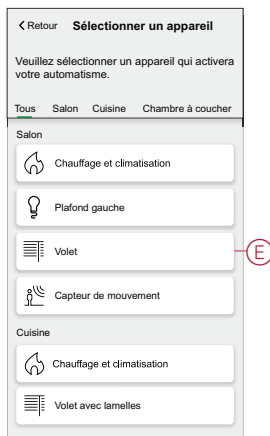 Retour Sélectionner un appareil
Veuillez sélectionner un appareil qui activera
votre automatisme.
Tous Salon Cuisine Chambre à coucher
Salon
Chauffage et climatisation
Plafond gauche
Volet
E
Capteur de mouvement
Cuisine
Chauffage et climatisation
Volet avec lamelles